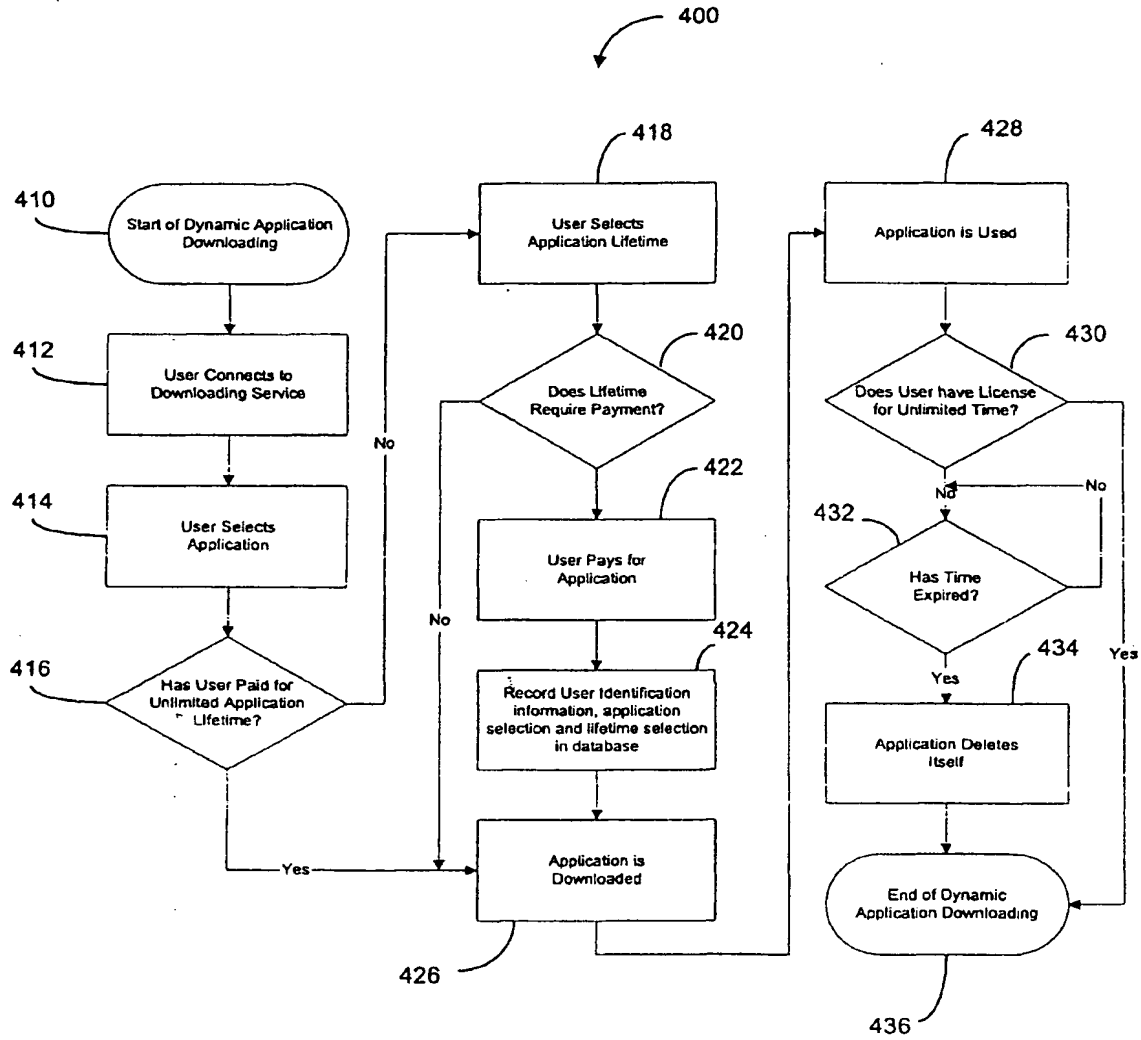 400
410
Start of Dynamic Application
Downloading
412
User Connects to
Downloading Service
414
User Selects
Application
416
Has User Paid for
Unlimited Application
Lifetime?
No
Yes
418
User Selects
Application Lifetime
420
Does Lifetime
Require Payment?
No
422
User Pays for
Application
424
Record User Identification
information, application
selection and lifetime selection
in database
Application is
Downloaded
426
428
Application is Used
430
Does User have License
for Unlimited Time?
No
No
Yes
432
Has Time
Expired?
Yes
434
Application Deletes
Itself
End of Dynamic
Application Downloading
436